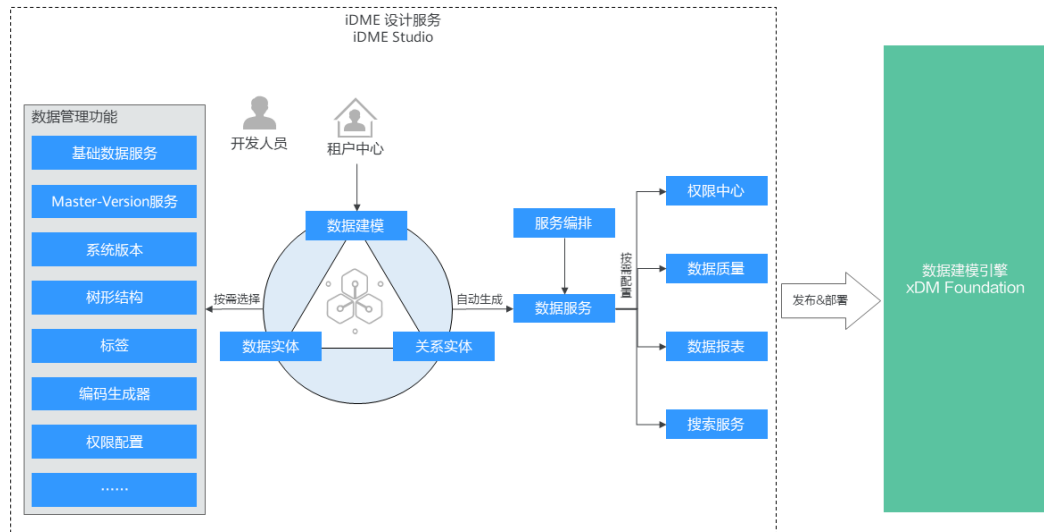 iDME 设计服务
iDME Studio
数据管理功能
基础数据服务
Master-Version服务
系统版本
树形结构
标签
编码生成器
权限配置
……
开发人员
租户中心
数据建模
按需选择
数据实体
关系实体
自动生成
服务编排
数据服务
按需配置
权限中心
数据质量
数据报表
搜索服务
发布&部署
数据建模引擎
xDM Foundation